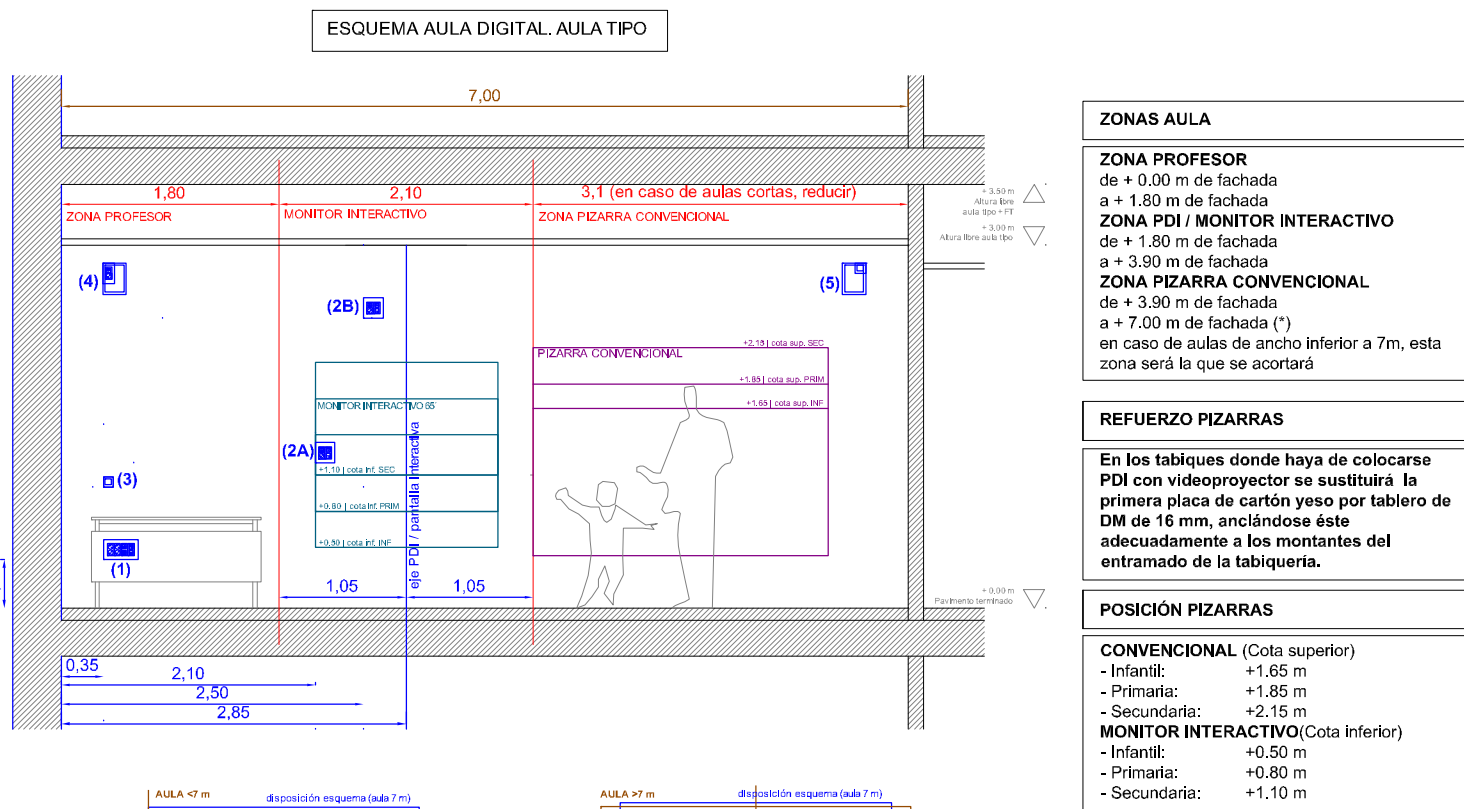 ESQUEMA AULA DIGITAL. AULA TIPO
7,00
1,80
2,10
3,1 (en caso de aulas cortas, reducir)
ZONA PROFESOR
MONITOR INTERACTIVO
ZONA PIZARRA CONVENCIONAL
+ 3.50 m
Altura libre
aula tipo + FT
+ 3.00 m
Altura libre aula tipo
(4)
(2B)
(5)
PIZARRA CONVENCIONAL
+2.15 | cota sup. SEC
+1.85 | cota sup. PRIM
+1.65 | cota sup. INF
MONITOR INTERACTIVO 65"
(2A)
+1.10 | cota inf. SEC
+0.80 | cota inf. PRIM
+0.50 | cota inf. INF
eje PDI / pantalla interactiva
(3)
(1)
1,05
1,05
+ 0.00 m
Pavimento terminado
0,35
2,10
2,50
2,85
AULA <7 m
disposición esquema (aula 7 m)
AULA >7 m
disposición esquema (aula 7 m)
ZONAS AULA
ZONA PROFESOR
de + 0.00 m de fachada
a + 1.80 m de fachada
ZONA PDI / MONITOR INTERACTIVO
de + 1.80 m de fachada
a + 3.90 m de fachada
ZONA PIZARRA CONVENCIONAL
de + 3.90 m de fachada
a + 7.00 m de fachada (*)
en caso de aulas de ancho inferior a 7m, esta
zona será la que se acortará
REFUERZO PIZARRAS
En los tabiques donde haya de colocarse
PDI con videoproyector se sustituirá la
primera placa de cartón yeso por tablero de
DM de 16 mm, anclándose éste
adecuadamente a los montantes del
entramado de la tabiquería.
POSICIÓN PIZARRAS
CONVENCIONAL (Cota superior)
- Infantil: +1.65 m
- Primaria: +1.85 m
- Secundaria: +2.15 m
MONITOR INTERACTIVO(Cota inferior)
- Infantil: +0.50 m
- Primaria: +0.80 m
- Secundaria: +1.10 m